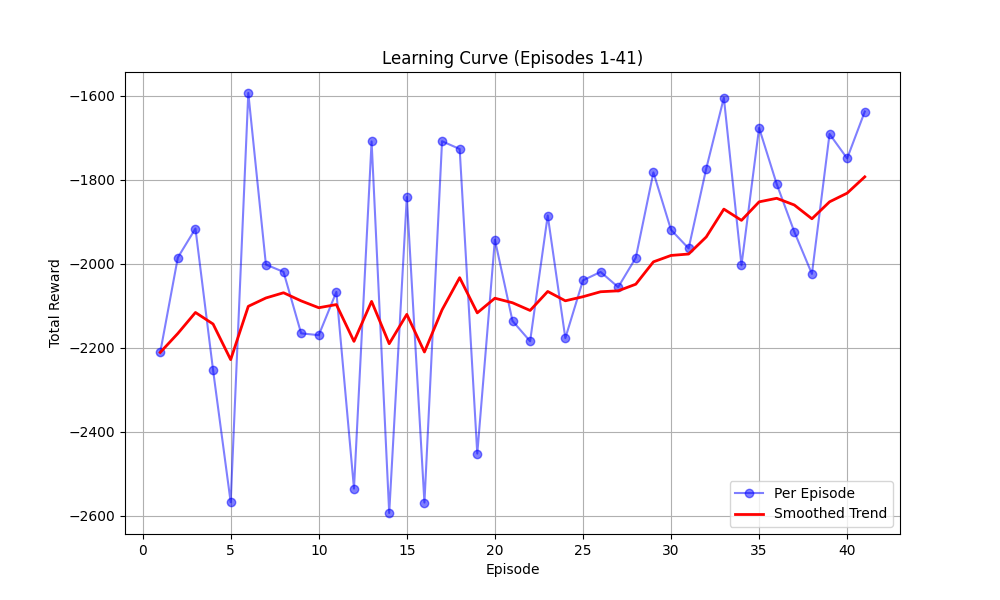 Learning Curve (Episodes 1-41)
Total Reward
−1600
−1800
−2000
−2200
−2400
−2600
0 5 10 15 20 25 30 35 40
Episode
Per Episode
Smoothed Trend